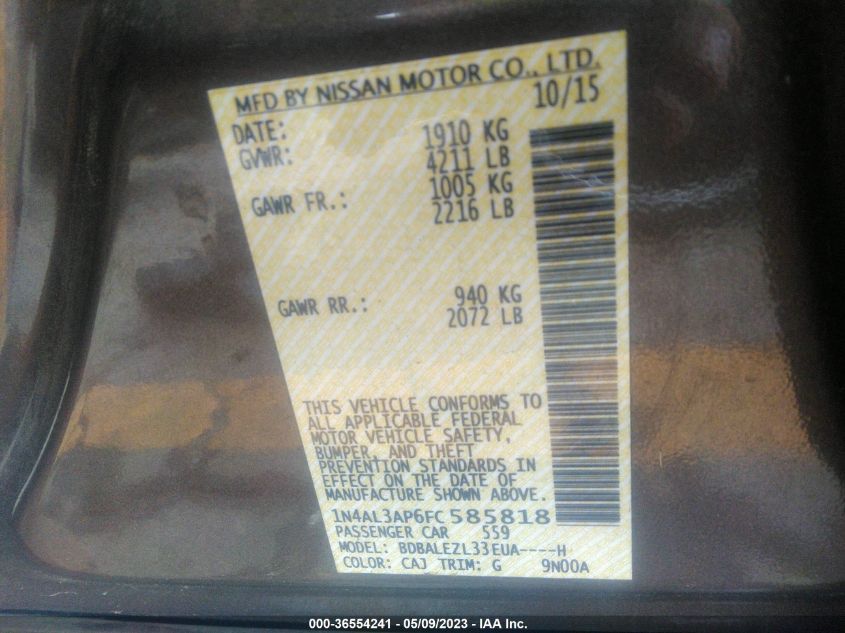 MFD BY NISSAN MOTOR CO., LTD.
DATE: 10/15
GVWR: 1910 KG
4211 LB
GAWR FR.: 1005 KG
2216 LB
GAWR RR.: 940 KG
2072 LB
THIS VEHICLE CONFORMS TO
ALL APPLICABLE FEDERAL
MOTOR VEHICLE SAFETY,
BUMPER, AND THEFT
PREVENTION STANDARDS IN
EFFECT ON THE DATE OF
MANUFACTURE SHOWN ABOVE.
1N4AL3AP6FC 585818
PASSENGER CAR 559
MODEL: BDBALEZL33EUA----H
COLOR: CAJ TRIM: G 9N00A
000-36554241 - 05/09/2023 - IAA Inc.